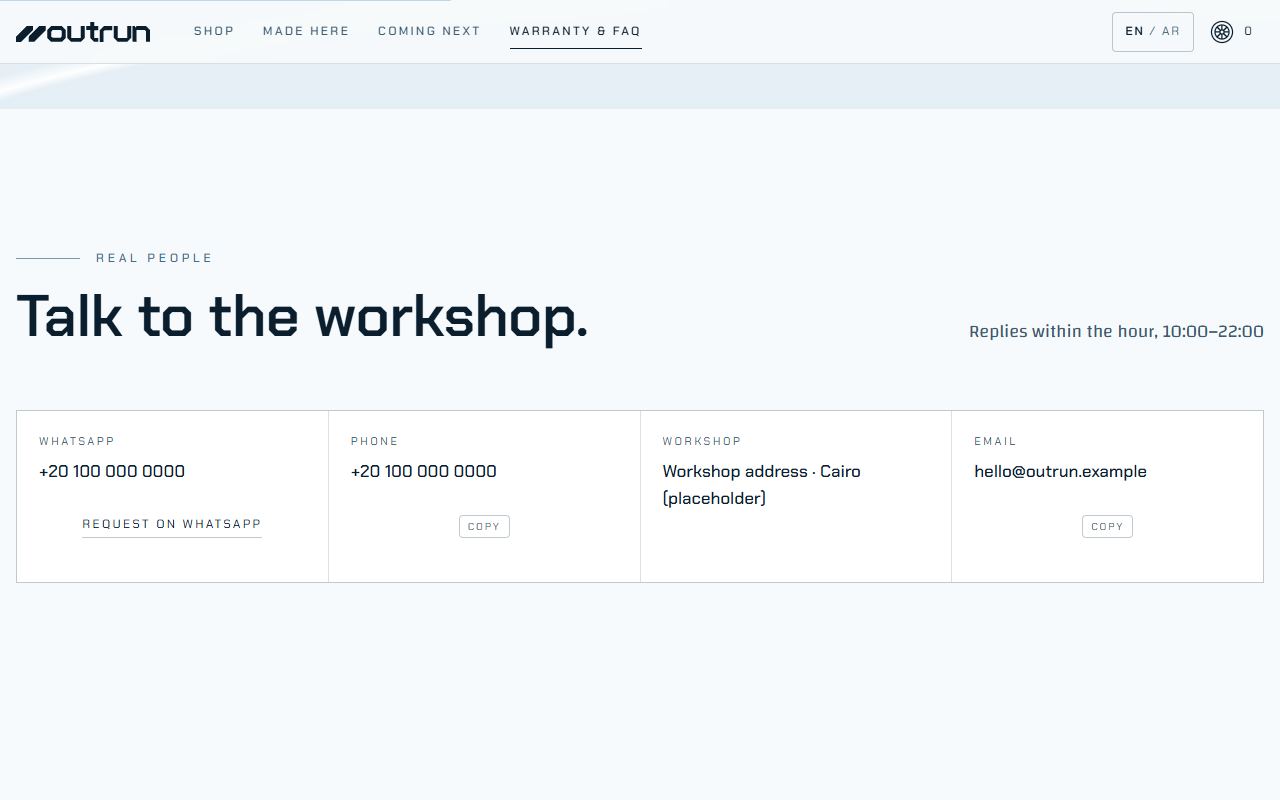 outrun
SHOP
MADE HERE
COMING NEXT
WARRANTY & FAQ
EN / AR
0
REAL PEOPLE
Talk to the workshop.
Replies within the hour, 10:00–22:00
WHATSAPP
+20 100 000 0000
REQUEST ON WHATSAPP
PHONE
+20 100 000 0000
COPY
WORKSHOP
Workshop address · Cairo
(placeholder)
EMAIL
hello@outrun.example
COPY